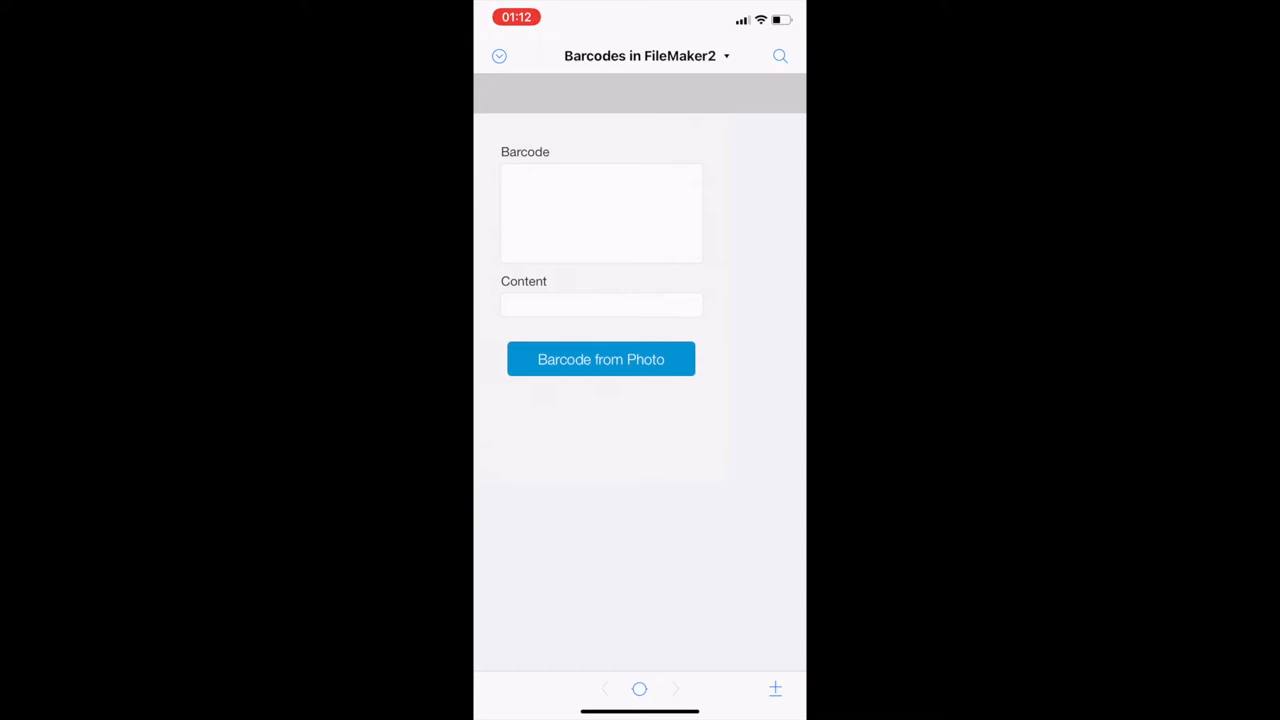 01:12
Barcodes in FileMaker2
Barcode
Content
Barcode from Photo